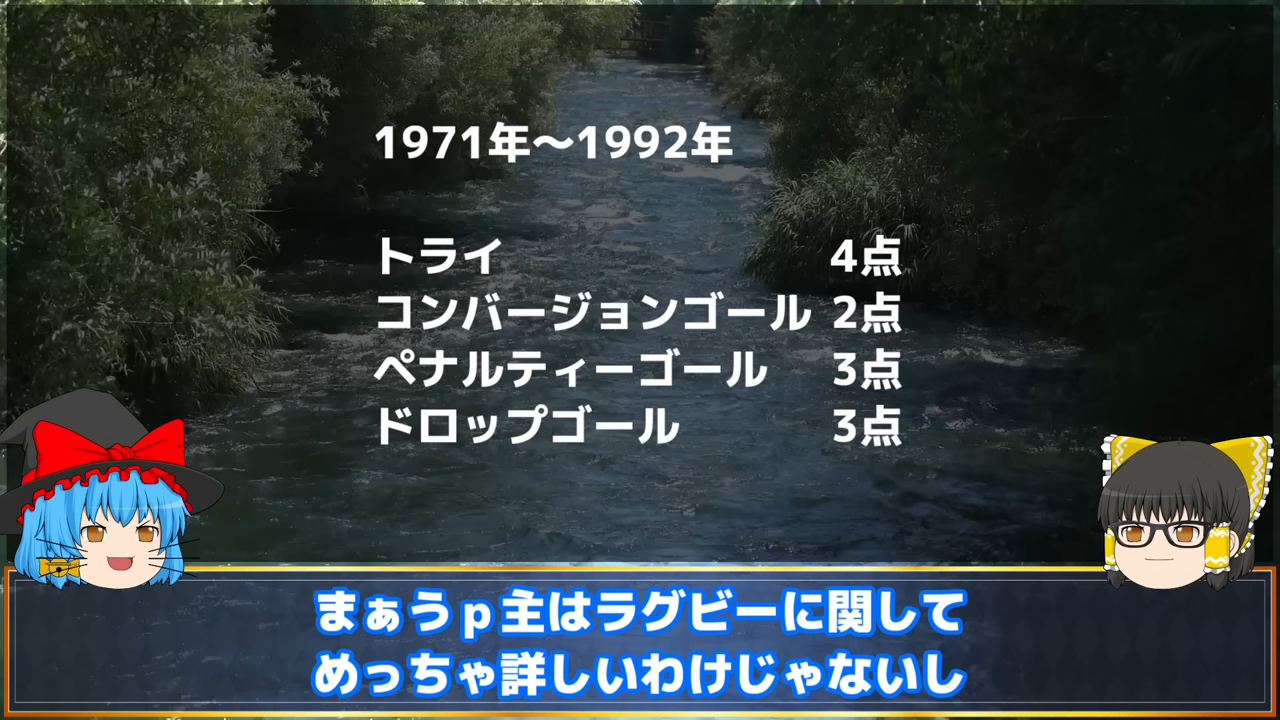 1971年～1992年
トライ 4点
コンバージョンゴール 2点
ペナルティーゴール 3点
ドロップゴール 3点
まぁうｐ主はラグビーに関して
めっちゃ詳しいわけじゃないし